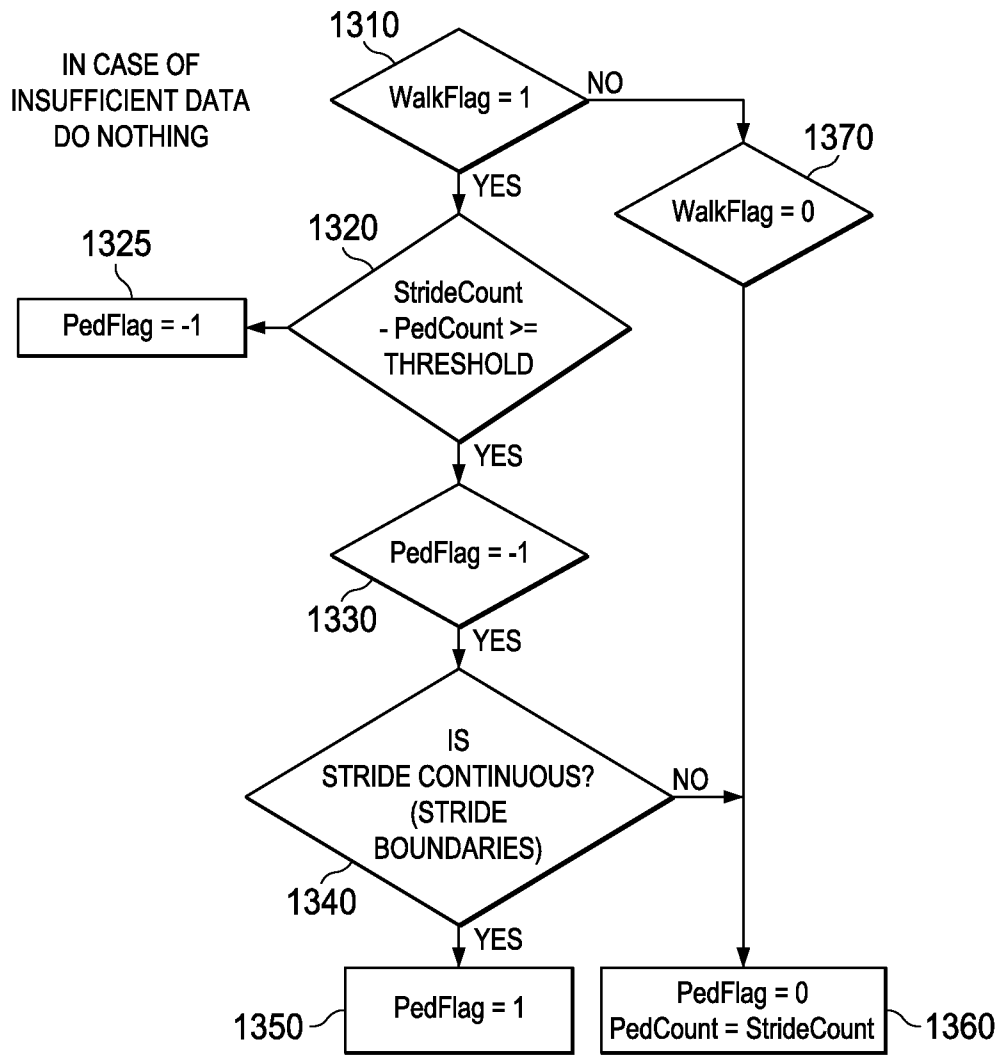 1310
IN CASE OF
INSUFFICIENT DATA
DO NOTHING
WalkFlag = 1
NO
1370
YES
WalkFlag = 0
1320
1325
StrideCount
- PedCount >=
THRESHOLD
PedFlag = -1
YES
PedFlag = -1
1330
YES
IS
STRIDE CONTINUOUS?
(STRIDE
BOUNDARIES)
NO
1340
YES
PedFlag = 1
1350
PedFlag = 0
PedCount = StrideCount
1360